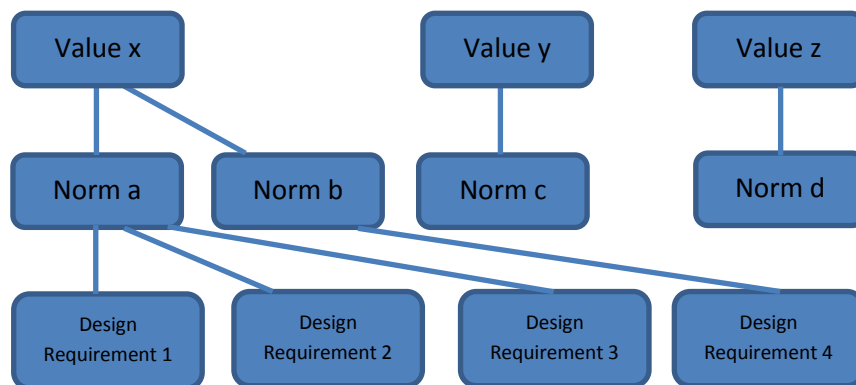 Value x
Value y
Value z
Norm a
Norm b
Norm c
Norm d
Design
Requirement 1
Design
Requirement 2
Design
Requirement 3
Design
Requirement 4